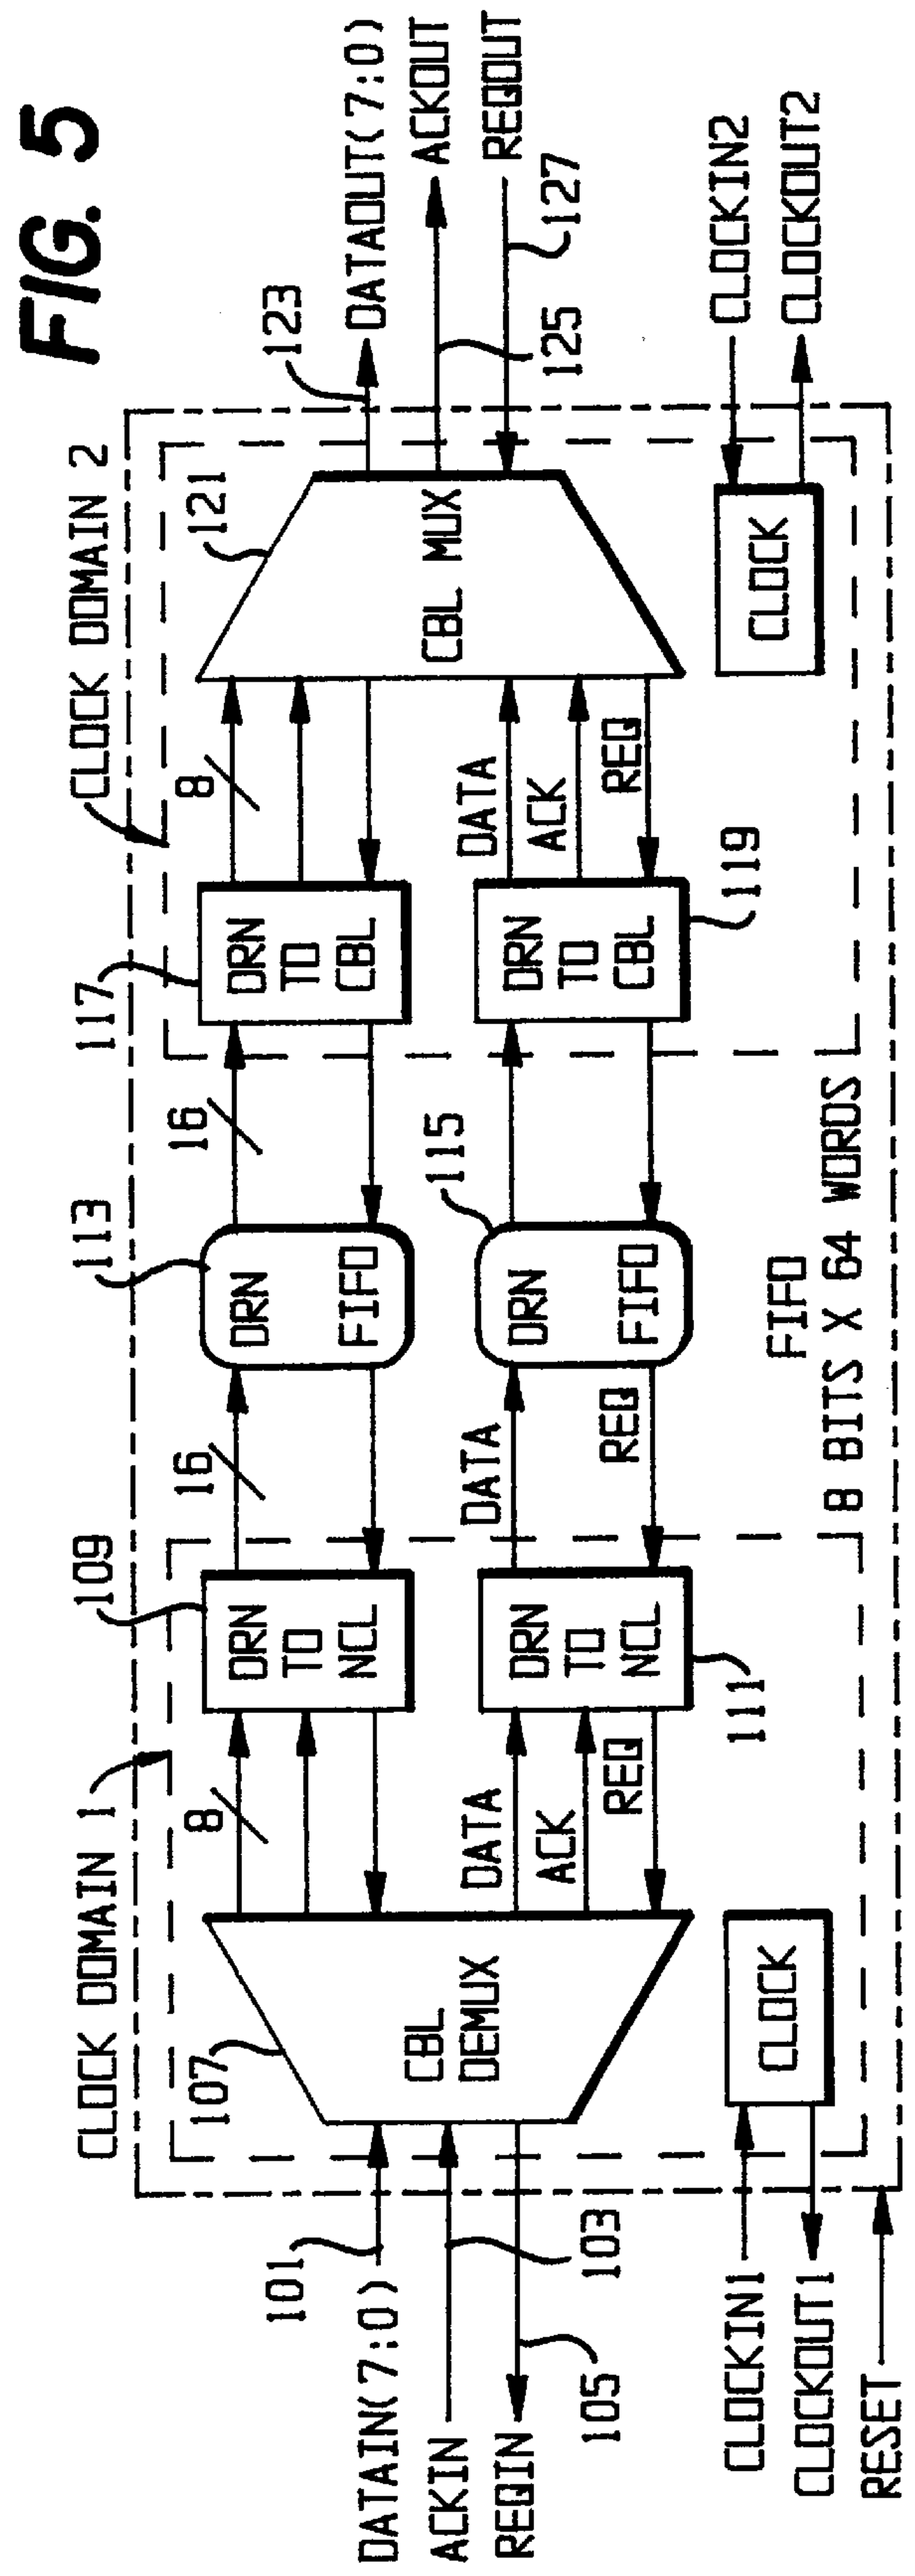 FIG. 5
CLOCK DOMAIN 1
CLOCK DOMAIN 2
107
109
113
117
121
123
8
16
16
8
101
DATAIN(7:0)
ACKIN
REQIN
103
105
CBL
DEMUX
DRN
TO
NCL
DRN
FIFO
DRN
TO
CBL
CBL MUX
DATAOUT(7:0)
ACKOUT
REQOUT
125
127
DATA
ACK
REQ
DRN
TO
NCL
111
DATA
REQ
DRN
FIFO
115
DRN
TO
CBL
119
DATA
ACK
REQ
CLOCKIN1
CLOCKOUT1
RESET
CLOCK
FIFO
8 BITS X 64 WORDS
CLOCK
CLOCKIN2
CLOCKOUT2